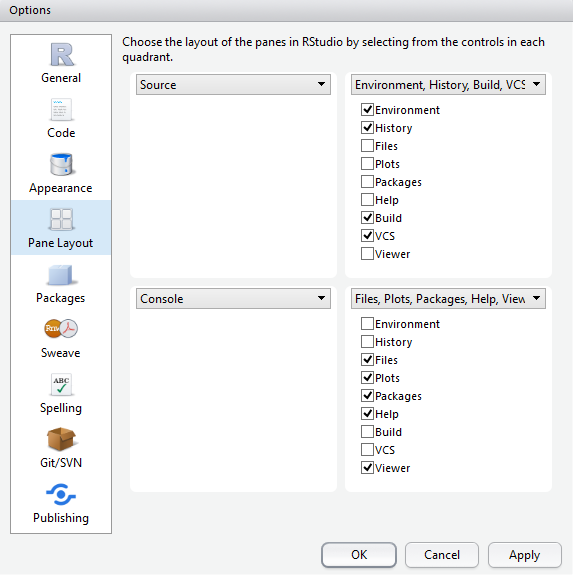 Options
General
Code
Appearance
Pane Layout
Packages
Sweave
ABC
Spelling
Git/SVN
Publishing
Choose the layout of the panes in RStudio by selecting from the controls in each
quadrant.
Source
Environment, History, Build, VCS
Environment
History
Files
Plots
Packages
Help
Build
VCS
Viewer
Console
Files, Plots, Packages, Help, View
Environment
History
Files
Plots
Packages
Help
Build
VCS
Viewer
OK
Cancel
Apply